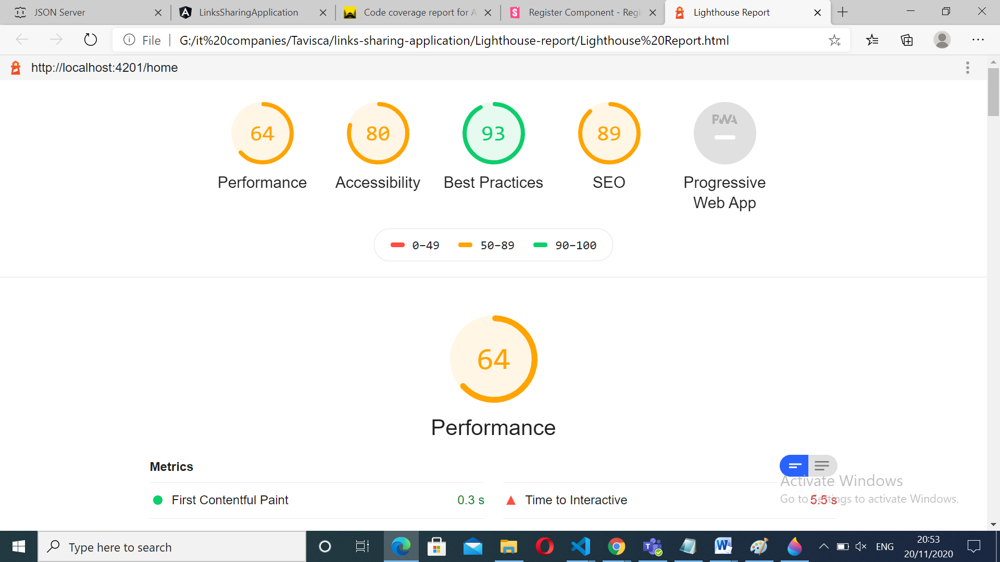 JSON Server
LinksSharingApplication
Code coverage report for A
Register Component - Regi
Lighthouse Report
File
G:/it%20companies/Tavisca/links-sharing-application/Lighthouse-report/Lighthouse%20Report.html
http://localhost:4201/home
64
80
93
89
PWA
Performance
Accessibility
Best Practices
SEO
Progressive
Web App
0–49
50–89
90–100
64
Performance
Metrics
First Contentful Paint
0.3 s
Time to Interactive
5.5 s
Activate Windows
Go to Settings to activate Windows.
Type here to search
ENG
20:53
20/11/2020